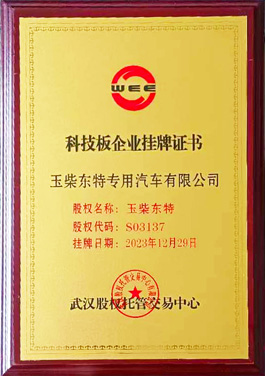 WEE
科技板企业挂牌证书
玉柴东特专用汽车有限公司
股权名称: 玉柴东特
股权代码: S03137
挂牌日期: 2023年12月29日
武汉股权托管交易中心